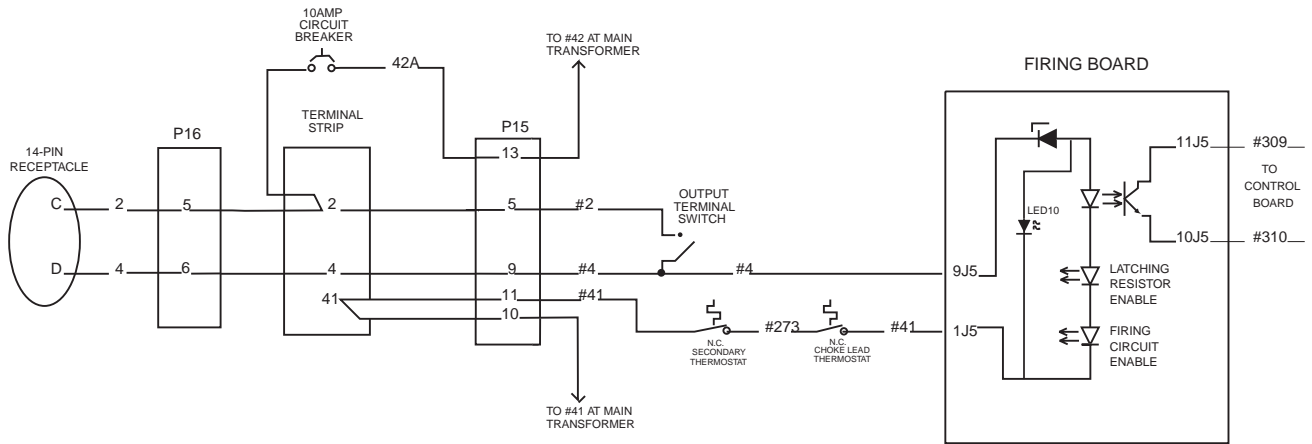 10AMP
CIRCUIT
BREAKER
42A
TO #42 AT MAIN
TRANSFORMER
FIRING BOARD
TERMINAL
STRIP
P16
P15
14-PIN
RECEPTACLE
13
11J5
#309
TO
CONTROL
BOARD
OUTPUT
TERMINAL
SWITCH
C
2
5
2
5
#2
LED10
10J5
#310
D
4
6
4
9
#4
#4
9J5
LATCHING
RESISTOR
ENABLE
41
11
#41
10
#273
#41
1J5
N.C.
SECONDARY
THERMOSTAT
N.C.
CHOKE LEAD
THERMOSTAT
FIRING
CIRCUIT
ENABLE
TO #41 AT MAIN
TRANSFORMER